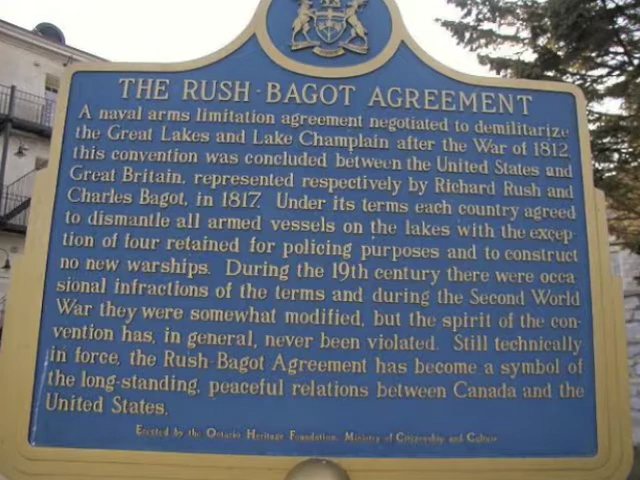 THE RUSH-BAGOT AGREEMENT
A naval arms limitation agreement negotiated to demilitarize
the Great Lakes and Lake Champlain after the War of 1812,
this convention was concluded between the United States and
Great Britain, represented respectively by Richard Rush and
Charles Bagot, in 1817. Under its terms each country agreed
to dismantle all armed vessels on the lakes with the excep-
tion of four retained for policing purposes and to construct
no new warships. During the 19th century there were occa-
sional infractions of the terms and during the Second World
War they were somewhat modified, but the spirit of the con-
vention has, in general, never been violated. Still technically
in force, the Rush-Bagot Agreement has become a symbol of
the long-standing, peaceful relations between Canada and the
United States.
Erected by the Ontario Heritage Foundation, Ministry of Citizenship and Culture